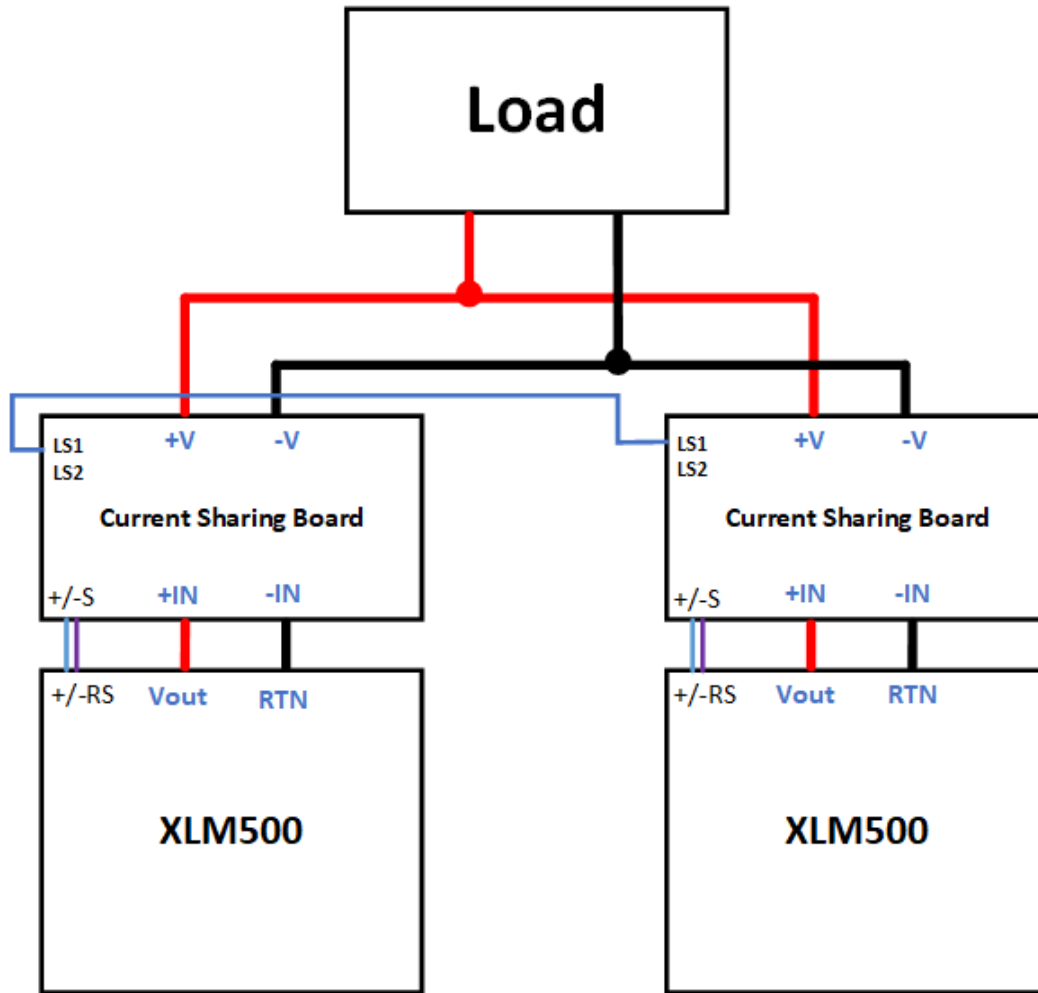 Load
LS1 +V -V
LS2
Current Sharing Board
+/-S +IN -IN
+/-RS Vout RTN
XLM500
LS1 +V -V
LS2
Current Sharing Board
+/-S +IN -IN
+/-RS Vout RTN
XLM500